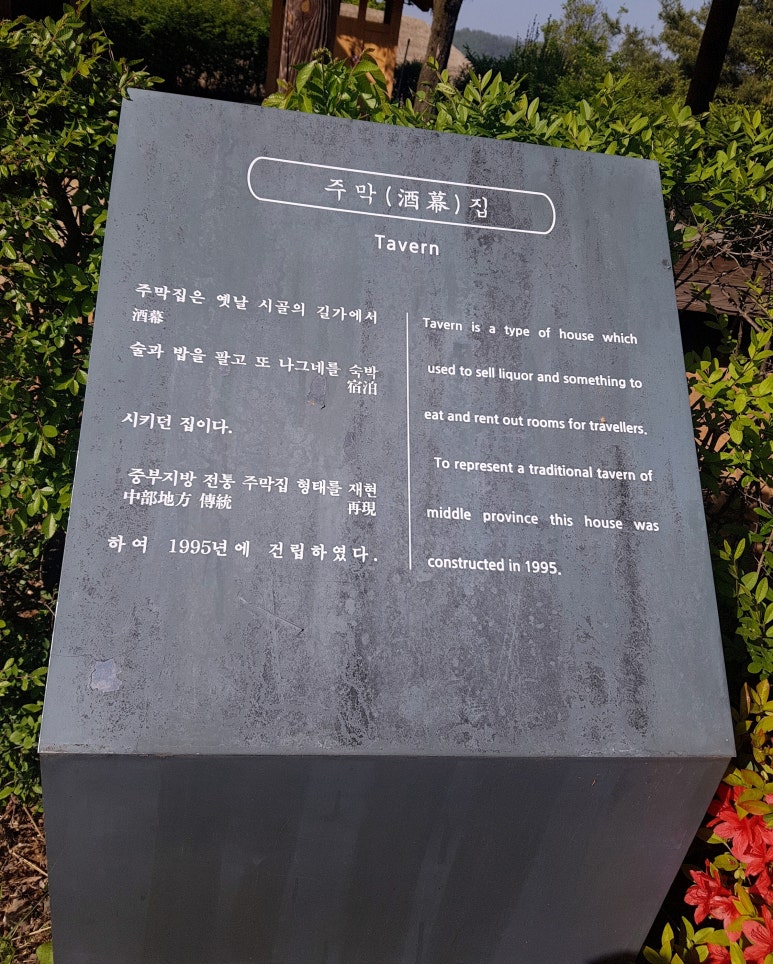 주막(酒幕)집
Tavern
주막집은 옛날 시골의 길가에서
酒幕
술과 밥을 팔고 또 나그네를 숙박
宿泊
시키던 집이다.
중부지방 전통 주막집 형태를 재현
中部地方 傳統 再現
하여 1995년에 건립하였다.
Tavern is a type of house which
used to sell liquor and something to
eat and rent out rooms for travellers.
To represent a traditional tavern of
middle province this house was
constructed in 1995.